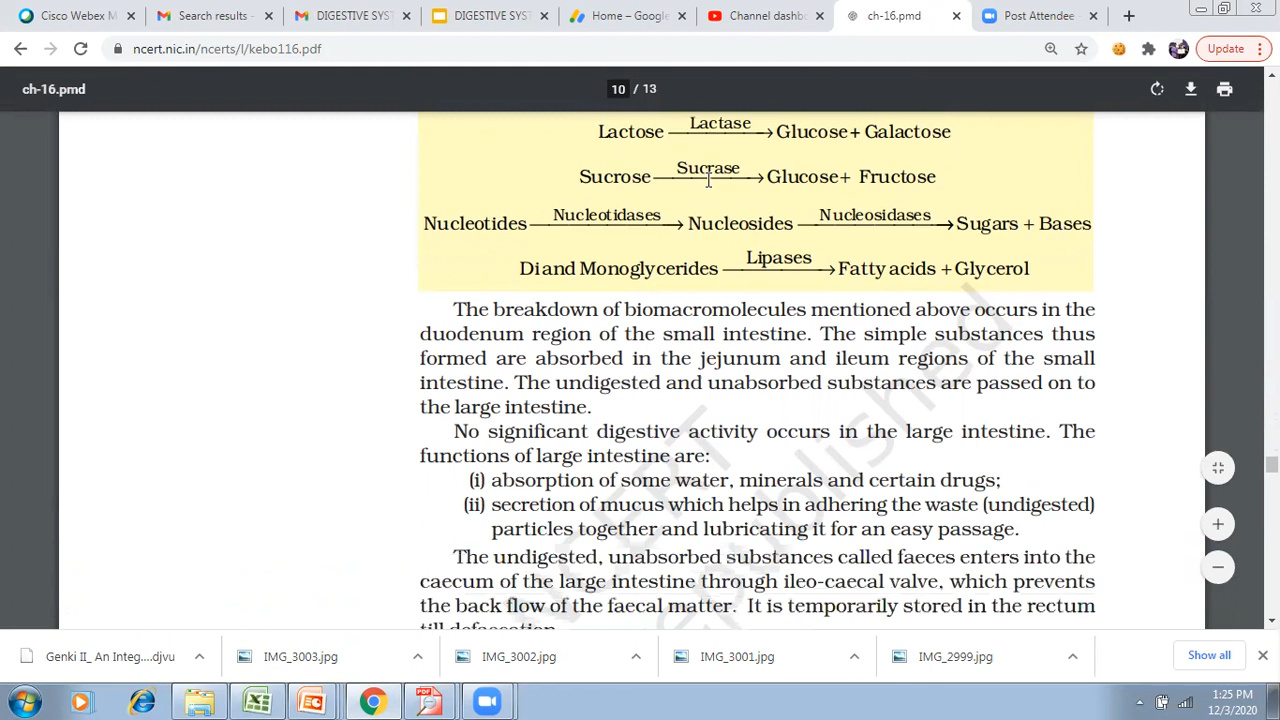 Cisco Webex M
Search results -
DIGESTIVE SYST
DIGESTIVE SYST
Home – Google
Channel dashb
ch-16.pmd
Post Attendee -
ncert.nic.in/ncerts/l/kebo116.pdf
Update
ch-16.pmd
10 / 13
Lactase
Lactose → Glucose + Galactose
Sucrase
Sucrose → Glucose + Fructose
Nucleotidases Nucleosidases
Nucleotides → Nucleosides → Sugars + Bases
Lipases
Di and Monoglycerides → Fatty acids + Glycerol
The breakdown of biomacromolecules mentioned above occurs in the
duodenum region of the small intestine. The simple substances thus
formed are absorbed in the jejunum and ileum regions of the small
intestine. The undigested and unabsorbed substances are passed on to
the large intestine.
No significant digestive activity occurs in the large intestine. The
functions of large intestine are:
(i) absorption of some water, minerals and certain drugs;
(ii) secretion of mucus which helps in adhering the waste (undigested)
particles together and lubricating it for an easy passage.
The undigested, unabsorbed substances called faeces enters into the
caecum of the large intestine through ileo-caecal valve, which prevents
the back flow of the faecal matter. It is temporarily stored in the rectum
till defaecation.
NCERT
republished
Genki II_ An Integ....djvu
IMG_3003.jpg
IMG_3002.jpg
IMG_3001.jpg
IMG_2999.jpg
Show all
1:25 PM
12/3/2020